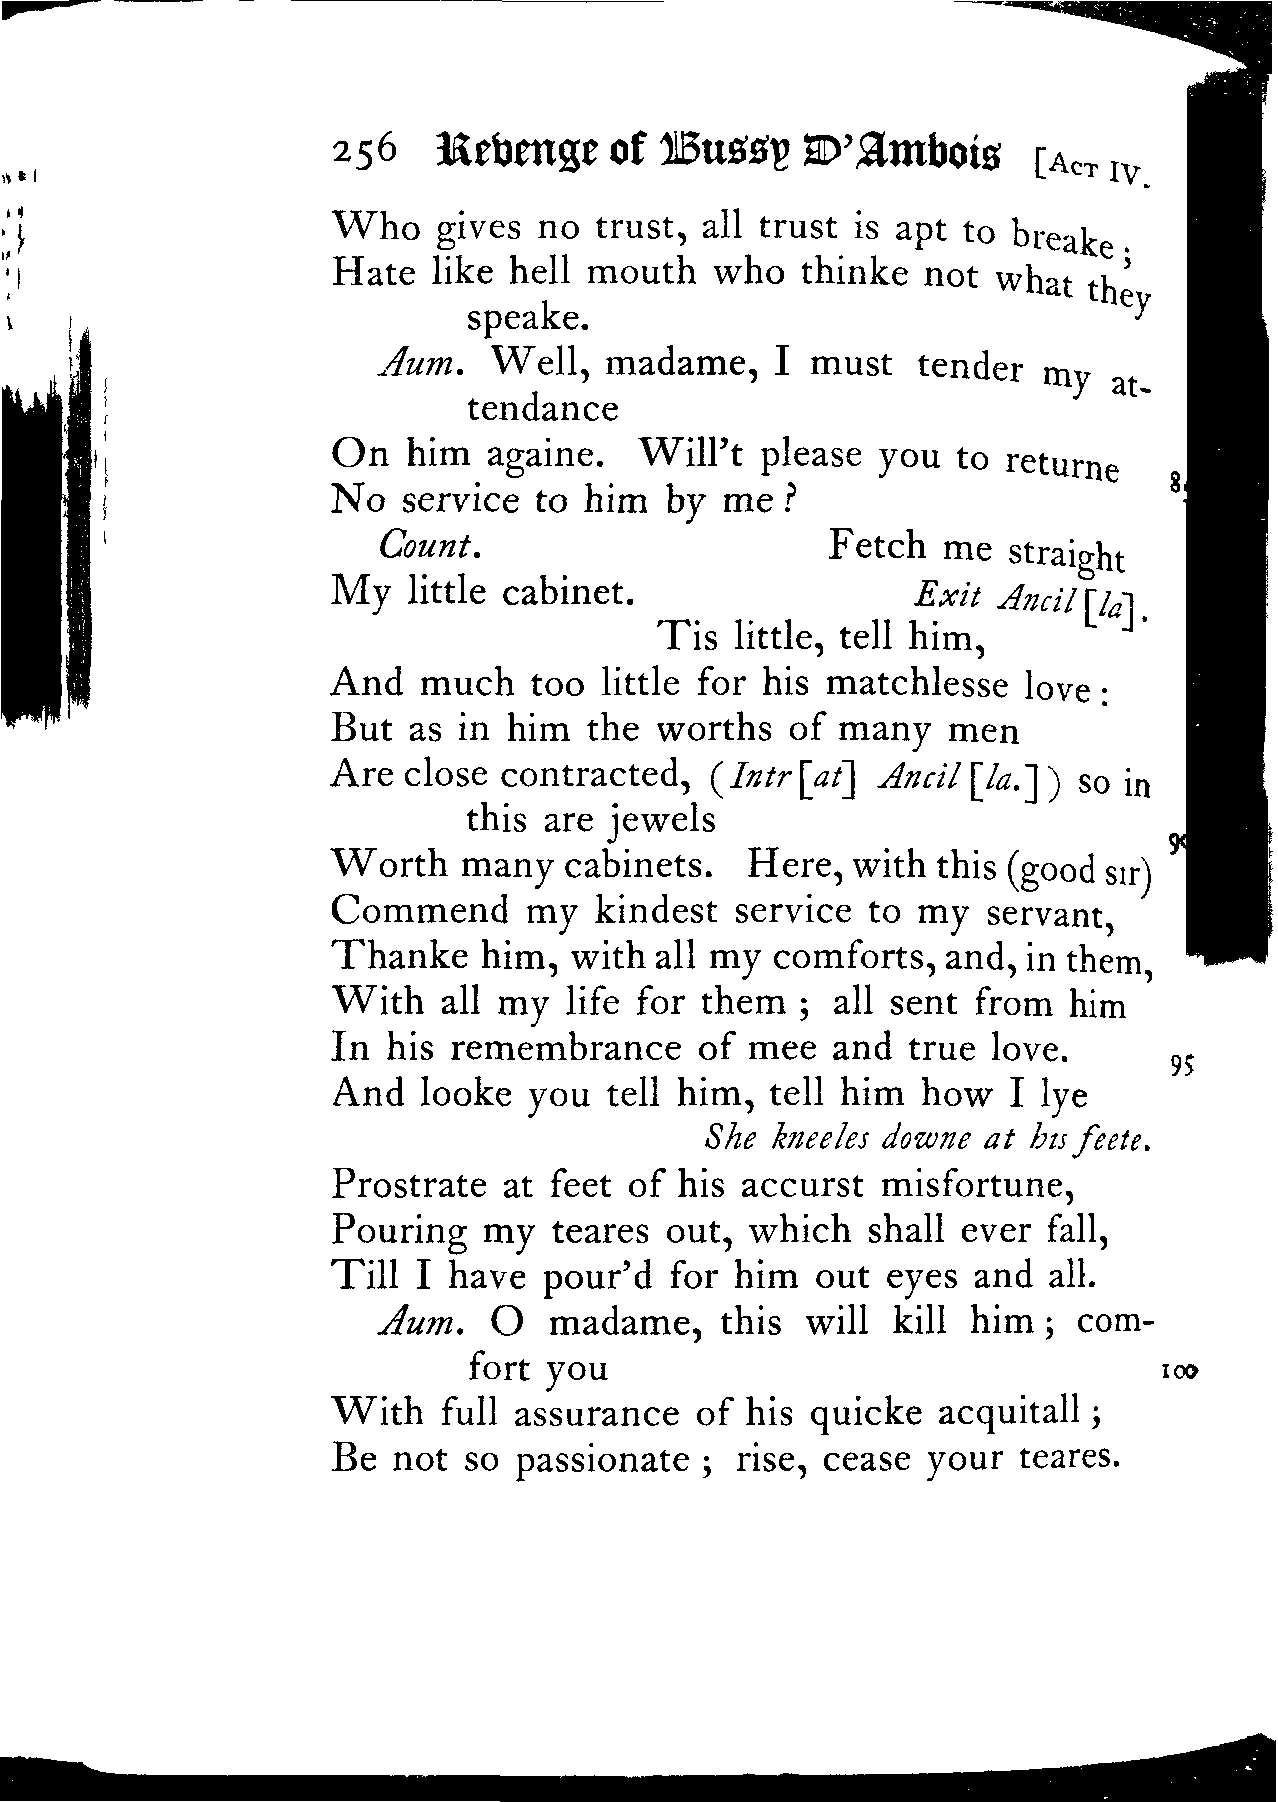 256 Revenge of Bussy D'Ambois [ACT IV.
Who gives no trust, all trust is apt to breake;
Hate like hell mouth who thinke not what they
speake.
Aum. Well, madame, I must tender my at-
tendance
On him againe. Will't please you to returne
No service to him by me?
Count. Fetch me straight
My little cabinet. Exit Ancil[la].
Tis little, tell him,
And much too little for his matchlesse love:
But as in him the worths of many men
Are close contracted, (Intr[at] Ancil[la.]) so in
this are jewels
Worth many cabinets. Here, with this (good sir)
Commend my kindest service to my servant,
Thanke him, with all my comforts, and, in them,
With all my life for them; all sent from him
In his remembrance of mee and true love. 95
And looke you tell him, tell him how I lye
She kneeles downe at his feete.
Prostrate at feet of his accurst misfortune,
Pouring my teares out, which shall ever fall,
Till I have pour'd for him out eyes and all.
Aum. O madame, this will kill him; com-
fort you 100
With full assurance of his quicke acquitall;
Be not so passionate; rise, cease your teares.